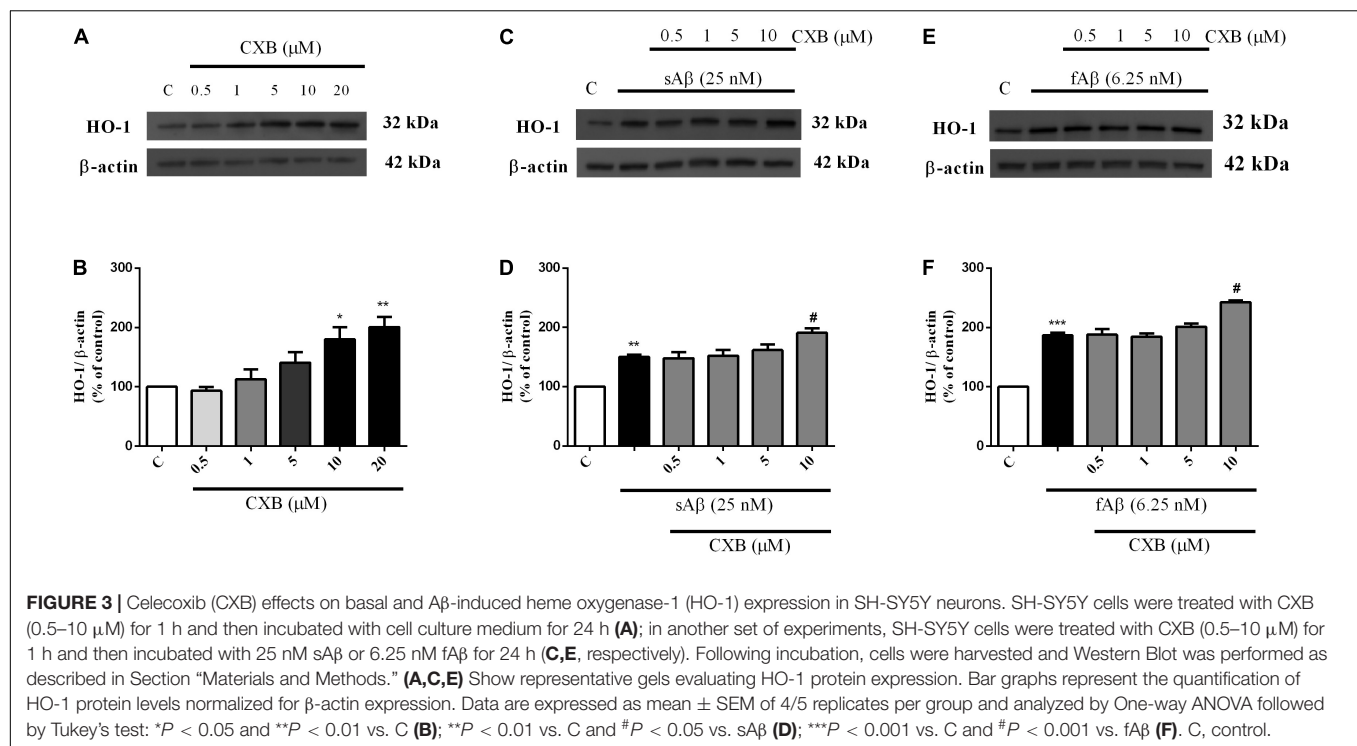 A
CXB (μM)
C 0.5 1 5 10 20
HO-1 32 kDa
β-actin 42 kDa
C
0.5 1 5 10 CXB (μM)
C sAβ (25 nM)
HO-1 32 kDa
β-actin 42 kDa
E
0.5 1 5 10 CXB (μM)
C fAβ (6.25 nM)
HO-1 32 kDa
β-actin 42 kDa
B
HO-1/ β-actin
(% of control)
300
200
100
0
* **
C 0.5 1 5 10 20
CXB (μM)
D
HO-1/ β-actin
(% of control)
300
200
100
0
** #
C 0.5 1 5 10
sAβ (25 nM)
CXB (μM)
F
HO-1/ β-actin
(% of control)
300
200
100
0
*** #
C 0.5 1 5 10
fAβ (6.25 nM)
CXB (μM)
FIGURE 3 | Celecoxib (CXB) effects on basal and Aβ-induced heme oxygenase-1 (HO-1) expression in SH-SY5Y neurons. SH-SY5Y cells were treated with CXB
(0.5–10 μM) for 1 h and then incubated with cell culture medium for 24 h (A); in another set of experiments, SH-SY5Y cells were treated with CXB (0.5–10 μM) for
1 h and then incubated with 25 nM sAβ or 6.25 nM fAβ for 24 h (C,E, respectively). Following incubation, cells were harvested and Western Blot was performed as
described in Section “Materials and Methods.” (A,C,E) Show representative gels evaluating HO-1 protein expression. Bar graphs represent the quantification of
HO-1 protein levels normalized for β-actin expression. Data are expressed as mean ± SEM of 4/5 replicates per group and analyzed by One-way ANOVA followed
by Tukey’s test: *P < 0.05 and **P < 0.01 vs. C (B); **P < 0.01 vs. C and #P < 0.05 vs. sAβ (D); ***P < 0.001 vs. C and #P < 0.001 vs. fAβ (F). C, control.